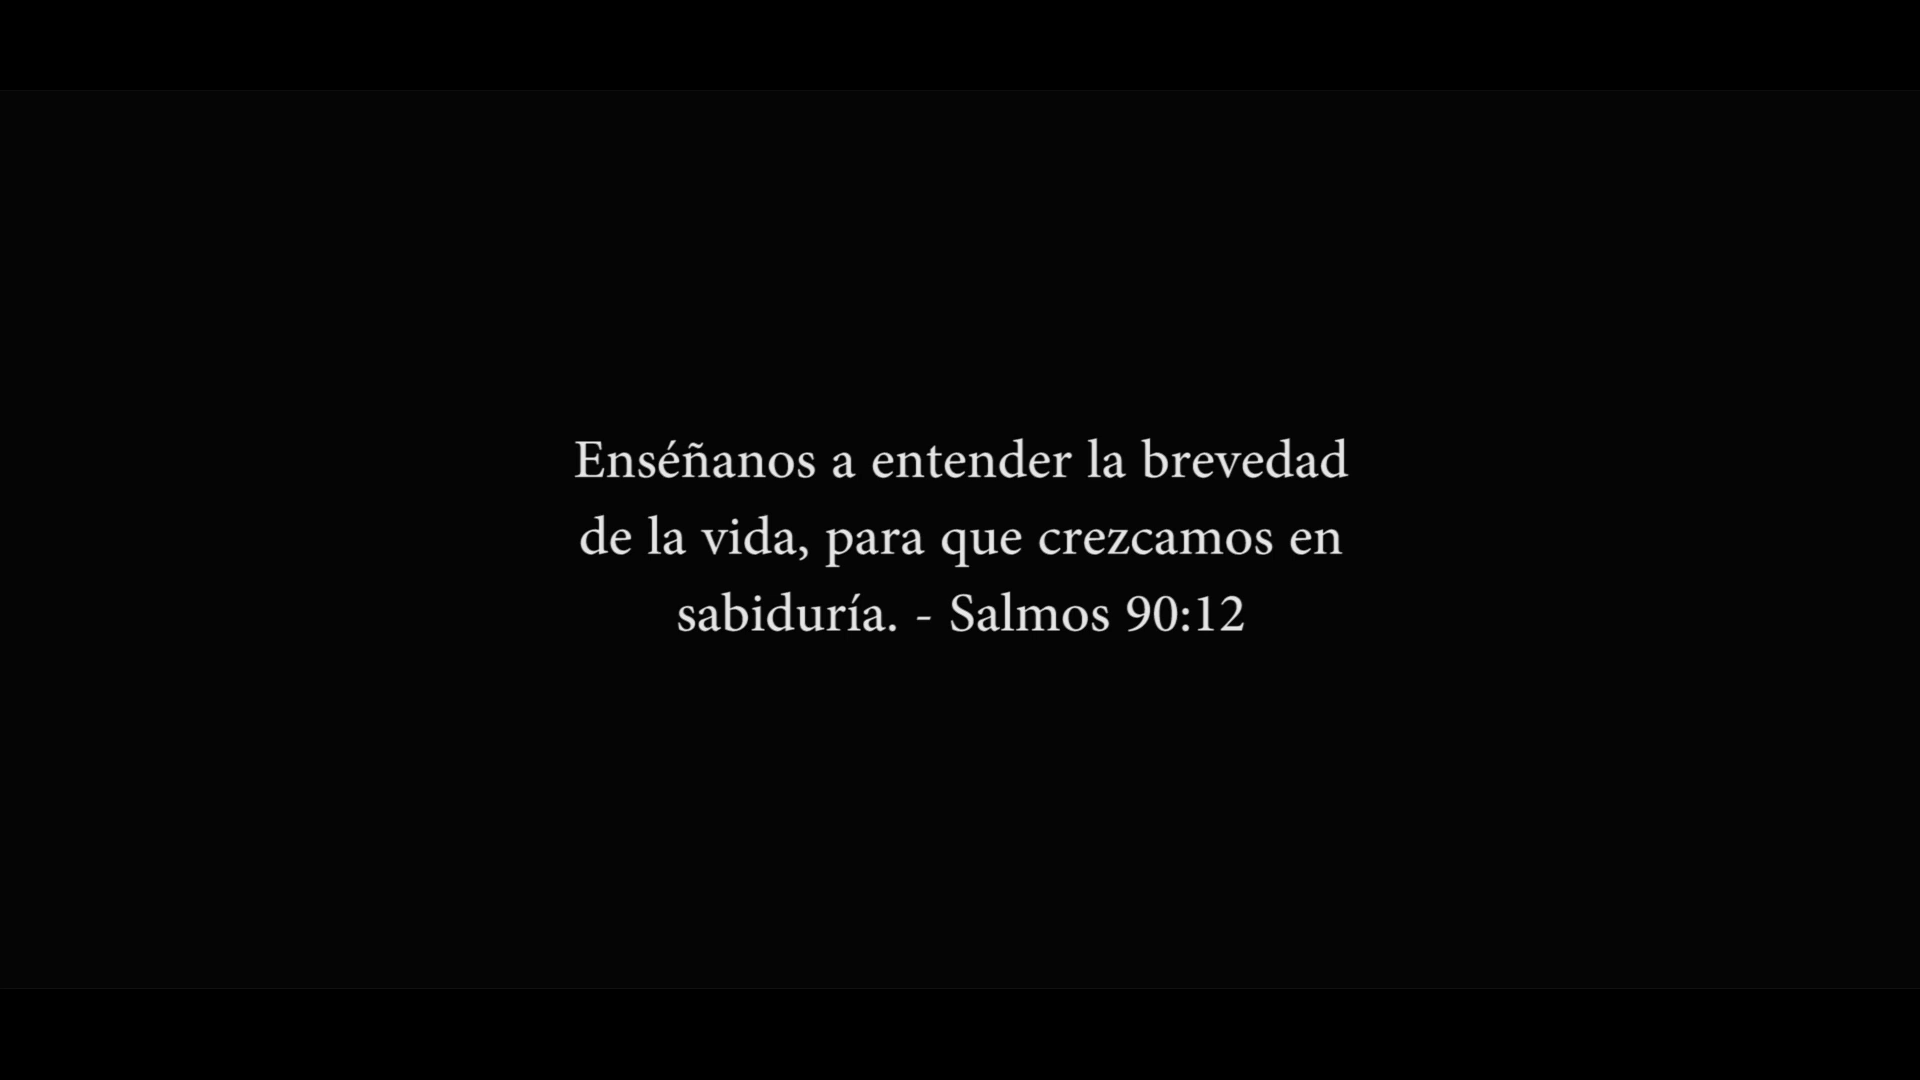 Enséñanos a entender la brevedad
de la vida, para que crezcamos en
sabiduría. - Salmos 90:12